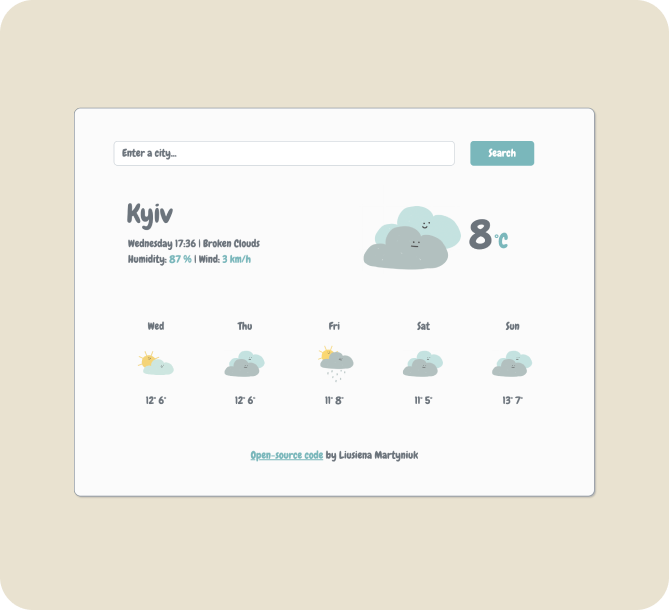 Enter a city...
Search
Kyiv
8°C
Wednesday 17:36 | Broken Clouds
Humidity: 87 % | Wind: 3 km/h
Wed Thu Fri Sat Sun
12° 6° 12° 6° 11° 8° 11° 5° 13° 7°
Open-source code by Liusiena Martyniuk